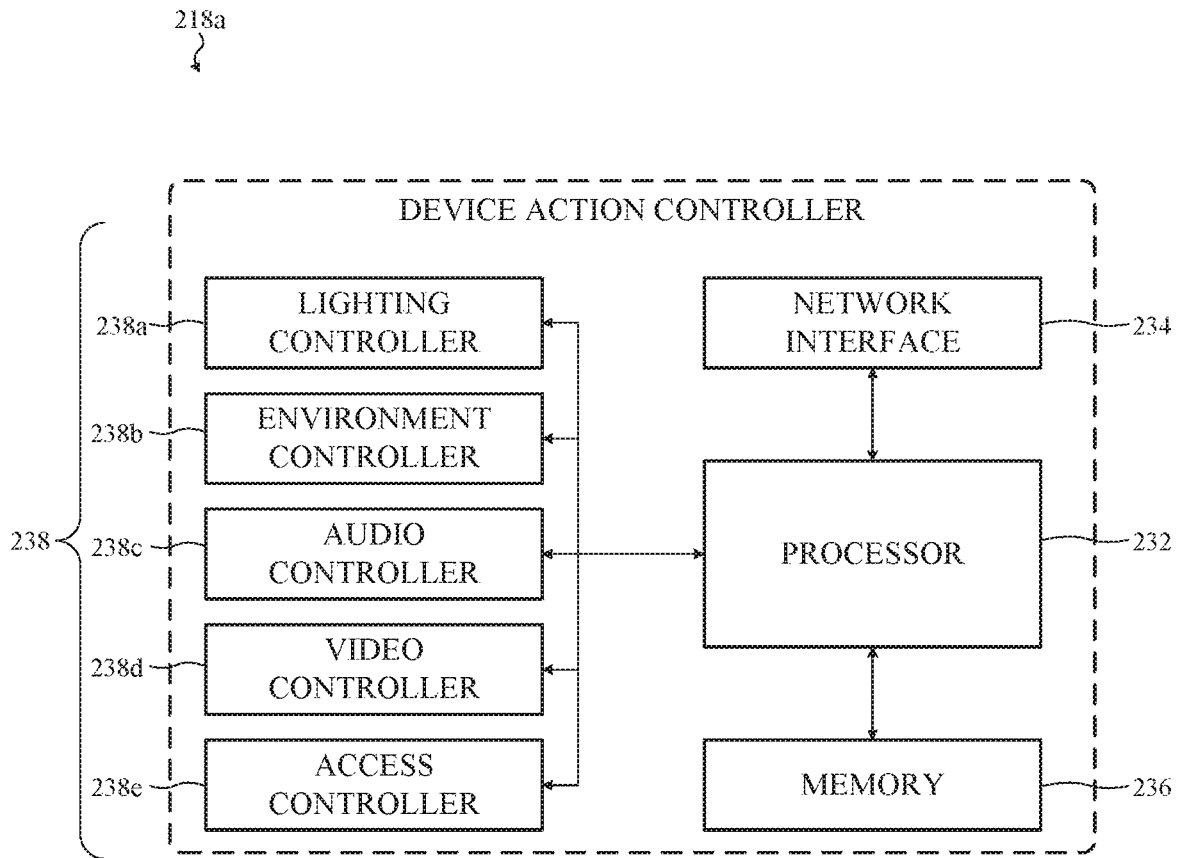 218a
DEVICE ACTION CONTROLLER
LIGHTING
CONTROLLER
238a
ENVIRONMENT
CONTROLLER
238b
AUDIO
CONTROLLER
238c
VIDEO
CONTROLLER
238d
ACCESS
CONTROLLER
238e
238
NETWORK
INTERFACE
234
PROCESSOR
232
MEMORY
236